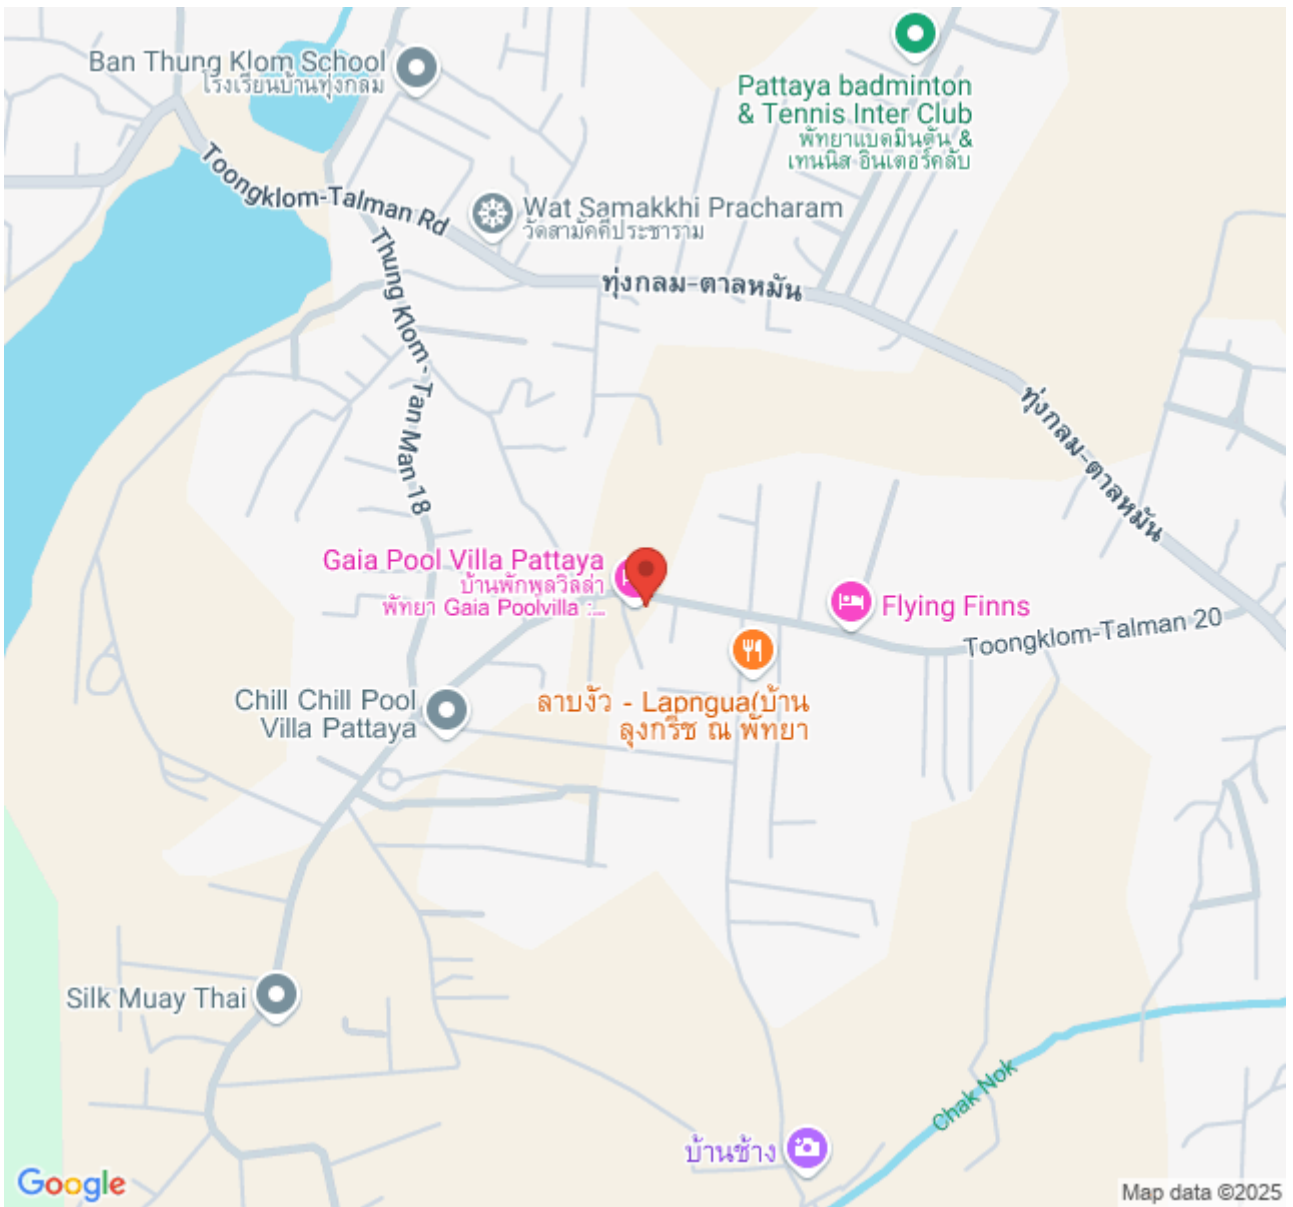 Ban Thung Klom School
โรงเรียนบ้านทุ่งกลม
Pattaya badminton
& Tennis Inter Club
พัทยาแบดมินตัน &
เทนนิส อินเตอร์คลับ
Toongklom-Talman Rd
Wat Samakkhi Pracharam
วัดสามัคคีประชาราม
Thung Klom - Tan Man 18
ทุ่งกลม-ตาลหมัน
ทุ่งกลม-ตาลหมัน
Gaia Pool Villa Pattaya
บ้านพักพูลวิลล่า
พัทยา Gaia Poolvilla :...
Flying Finns
Toongklom-Talman 20
ลาบงัว - Lapngua(บ้าน
ลุงกริช ณ พัทยา
Chill Chill Pool
Villa Pattaya
Silk Muay Thai
Chak Nok
บ้านช้าง
Google
Map data ©2025